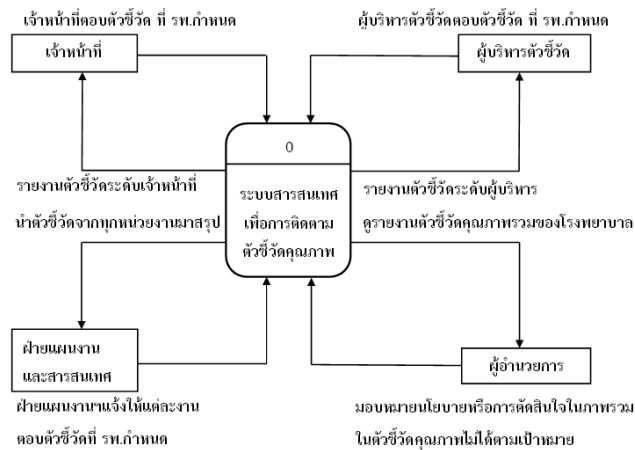 เจ้าหน้าที่ตอบตัวชี้วัด ที่ รพ.กำหนด
ผู้บริหารตัวชี้วัดตอบตัวชี้วัด ที่ รพ.กำหนด
เจ้าหน้าที่
ผู้บริหารตัวชี้วัด
0
ระบบสารสนเทศ
เพื่อการติดตาม
ตัวชี้วัดคุณภาพ
รายงานตัวชี้วัดระดับเจ้าหน้าที่
รายงานตัวชี้วัดระดับผู้บริหาร
นำตัวชี้วัดจากทุกหน่วยงานมาสรุป
ดูรายงานตัวชี้วัดคุณภาพรวมของโรงพยาบาล
ฝ่ายแผนงาน
และสารสนเทศ
ผู้อำนวยการ
ฝ่ายแผนงานฯแจ้งให้แต่ละงาน
ตอบตัวชี้วัดที่ รพ.กำหนด
มอบหมายนโยบายหรือการตัดสินใจในภาพรวม
ในตัวชี้วัดคุณภาพไม่ได้ตามเป้าหมาย